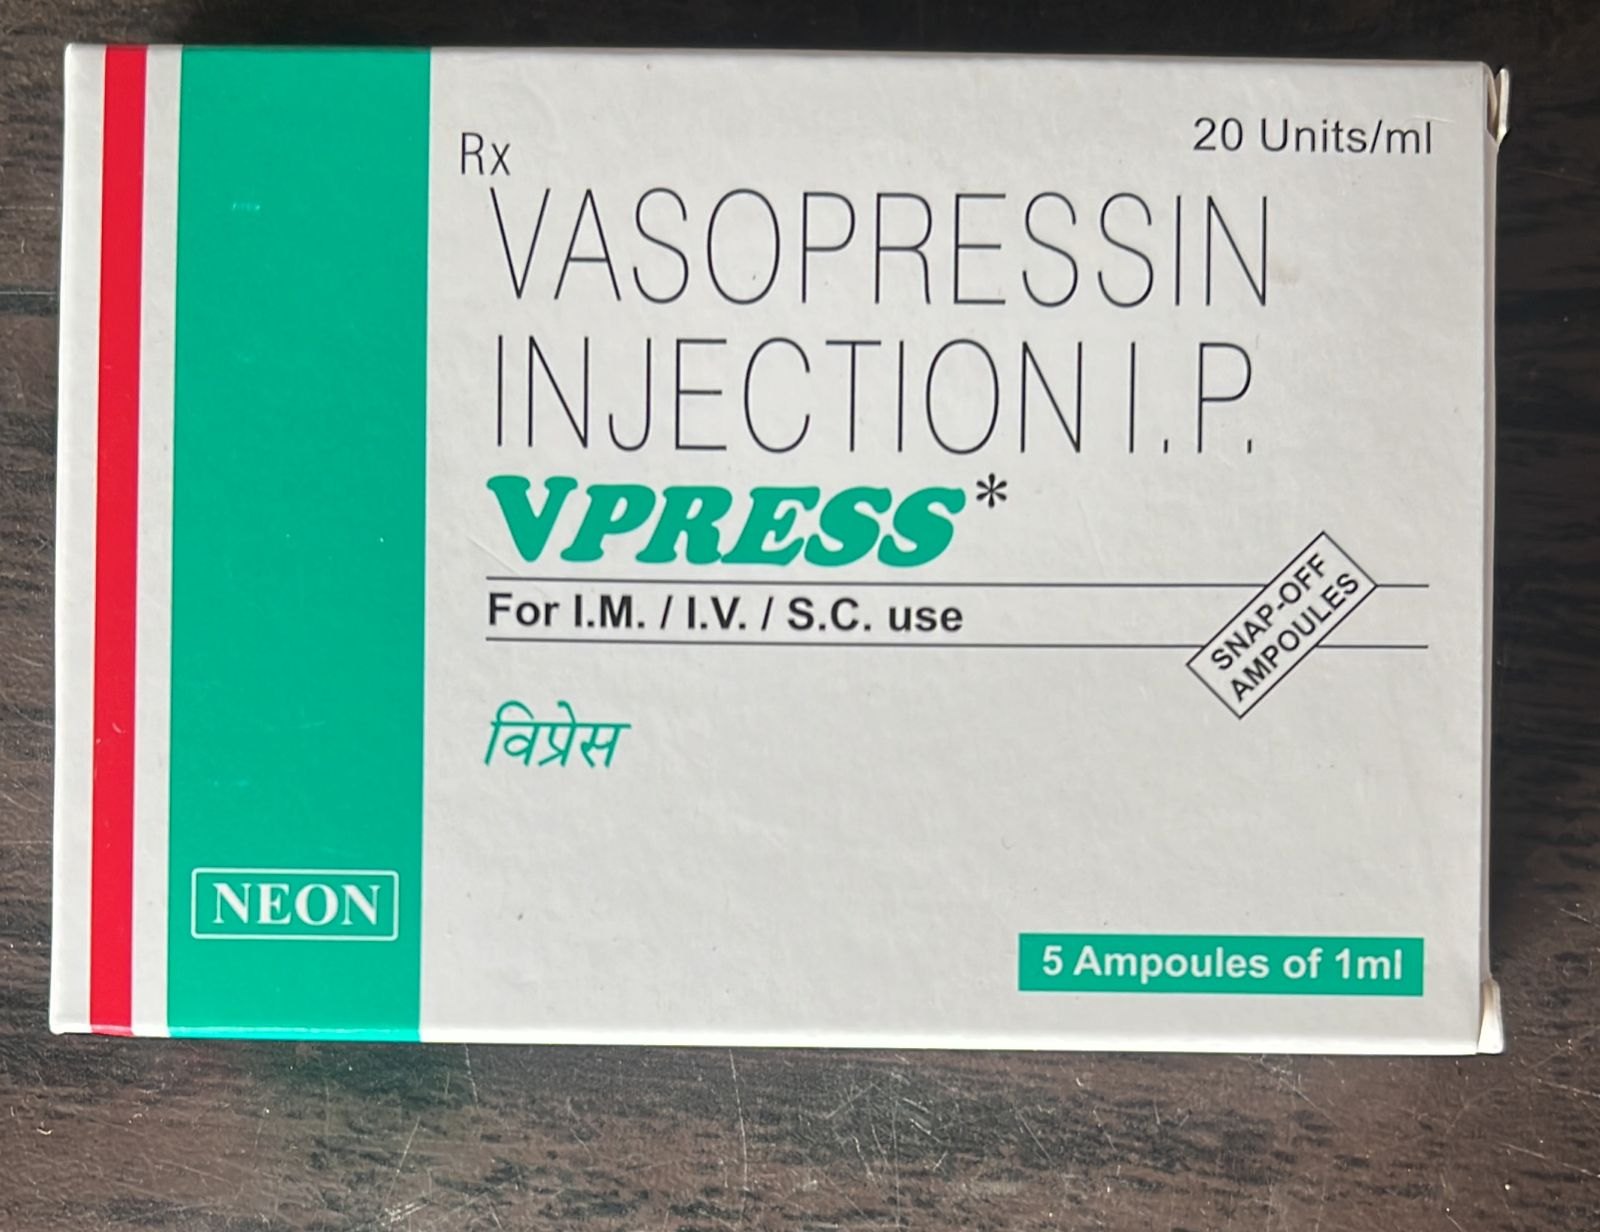 20 Units/ml
Rx
VASOPRESSIN
INJECTION I.P.
VPRESS*
For I.M. / I.V. / S.C. use
SNAP-OFF
AMPOULES
विप्रेस
NEON
5 Ampoules of 1ml